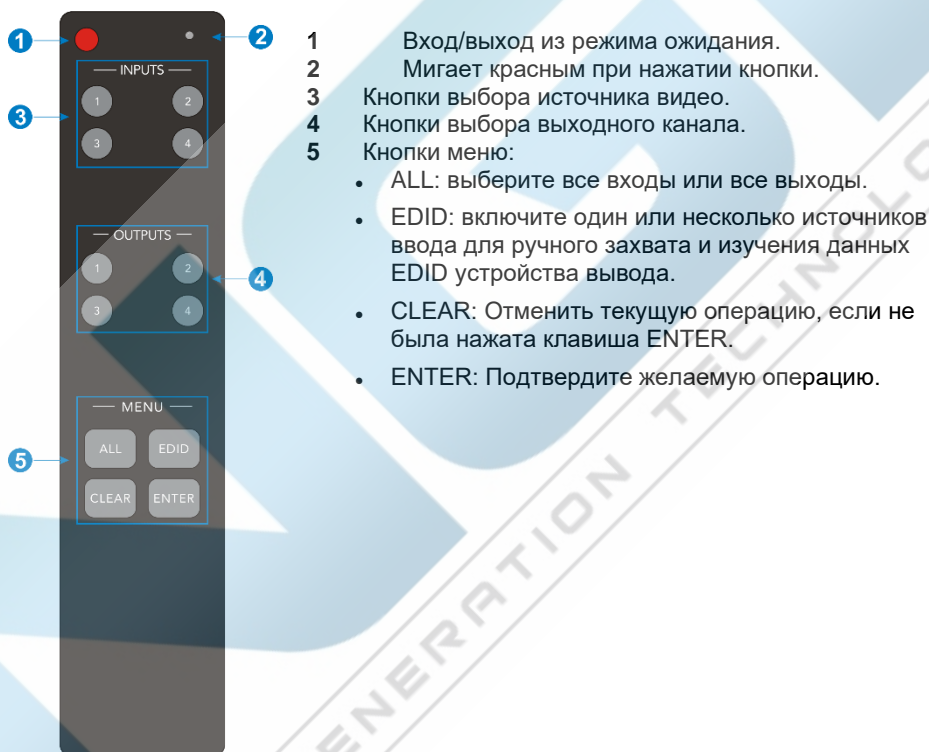 1
2
INPUTS
1 2
3
3 4
OUTPUTS
1 2
4
3 4
MENU
ALL EDID
5
CLEAR ENTER
1 Вход/выход из режима ожидания.
2 Мигает красным при нажатии кнопки.
3 Кнопки выбора источника видео.
4 Кнопки выбора выходного канала.
5 Кнопки меню:
• ALL: выберите все входы или все выходы.
• EDID: включите один или несколько источников
ввода для ручного захвата и изучения данных
EDID устройства вывода.
• CLEAR: Отменить текущую операцию, если не
была нажата клавиша ENTER.
• ENTER: Подтвердите желаемую операцию.